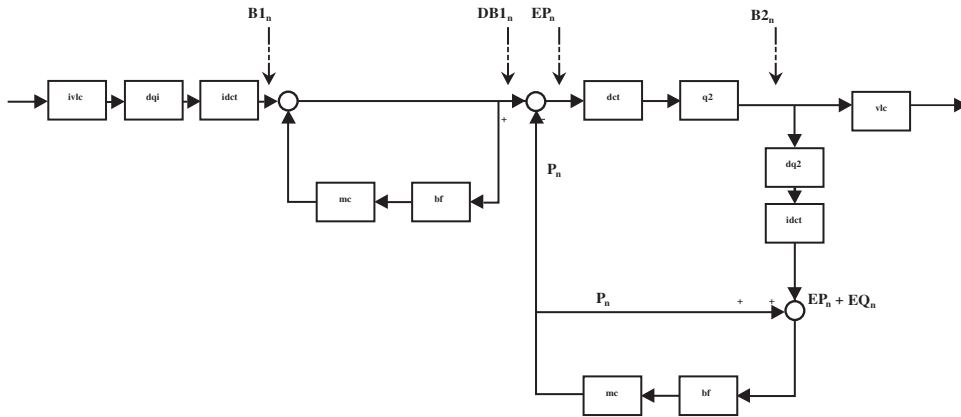 B1n
DB1n
EPn
B2n
ivlc
dqi
idct
dct
q2
vlc
+
-
Pn
dq2
mc
bf
idct
Pn
+
+
EPn + EQn
mc
bf